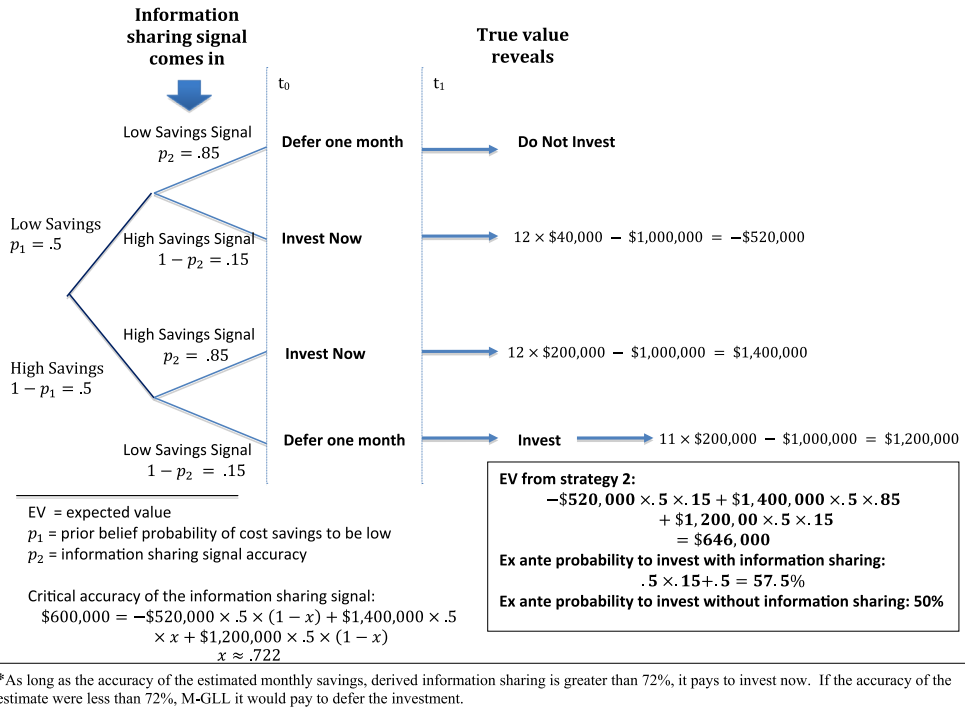 Information
sharing signal
comes in
True value
reveals
t₀
t₁
Low Savings Signal
p₂ = .85
Defer one month
Do Not Invest
Low Savings
p₁ = .5
High Savings Signal
1 − p₂ = .15
Invest Now
12 × $40,000 − $1,000,000 = −$520,000
High Savings Signal
p₂ = .85
Invest Now
12 × $200,000 − $1,000,000 = $1,400,000
High Savings
1 − p₁ = .5
Low Savings Signal
1 − p₂ = .15
Defer one month
Invest
11 × $200,000 − $1,000,000 = $1,200,000
EV from strategy 2:
−$520,000 ×.5 ×.15 + $1,400,000 ×.5 ×.85
+ $1,200,00 ×.5 ×.15
= $646,000
Ex ante probability to invest with information sharing:
.5 ×.15+.5 = 57.5%
Ex ante probability to invest without information sharing: 50%
EV = expected value
p₁ = prior belief probability of cost savings to be low
p₂ = information sharing signal accuracy
Critical accuracy of the information sharing signal:
$600,000 = −$520,000 × .5 × (1 − x) + $1,400,000 × .5
× x + $1,200,000 × .5 × (1 − x)
x ≈ .722
*As long as the accuracy of the estimated monthly savings, derived information sharing is greater than 72%, it pays to invest now. If the accuracy of the
estimate were less than 72%, M-GLL it would pay to defer the investment.